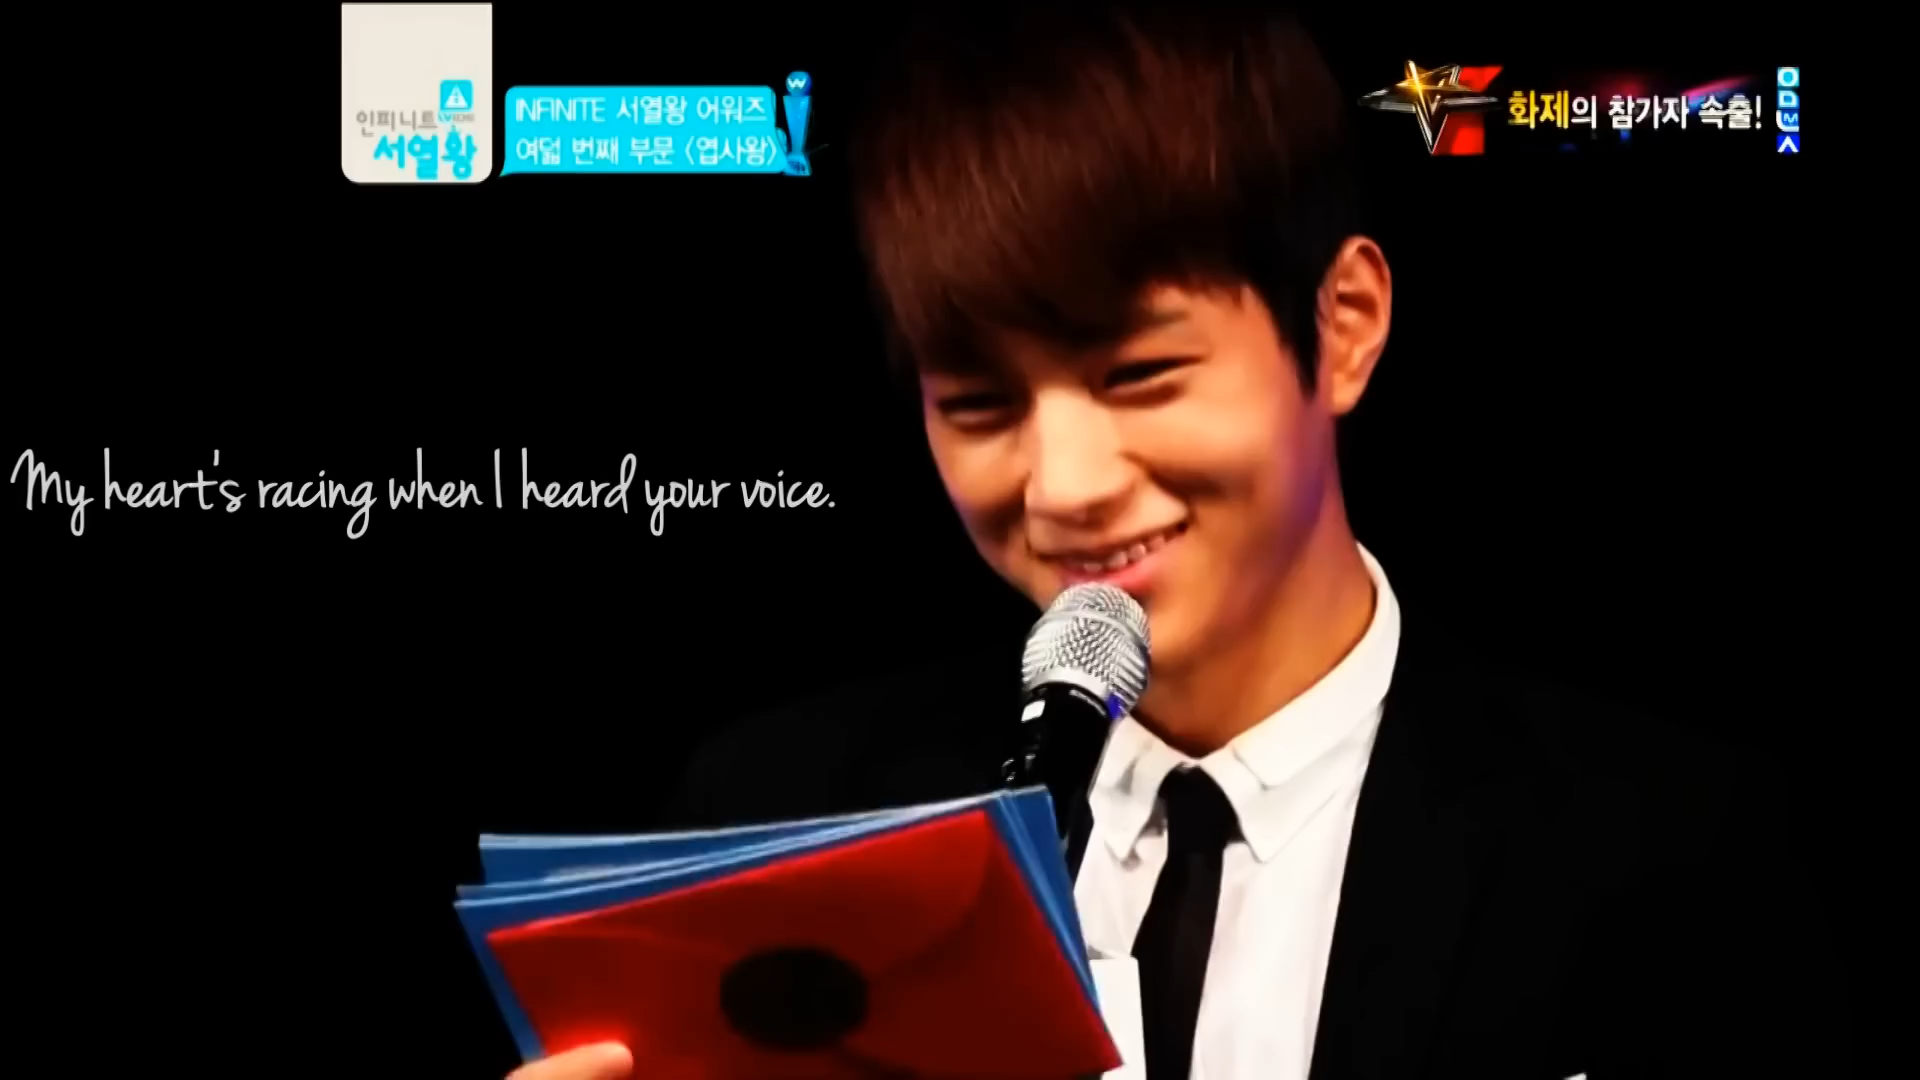 인피니트
서열왕
INFINITE 서열왕 어워즈
여덟 번째 부문 <엽사왕>
화제의 참가자 속출!
My heart's racing when I heard your voice.